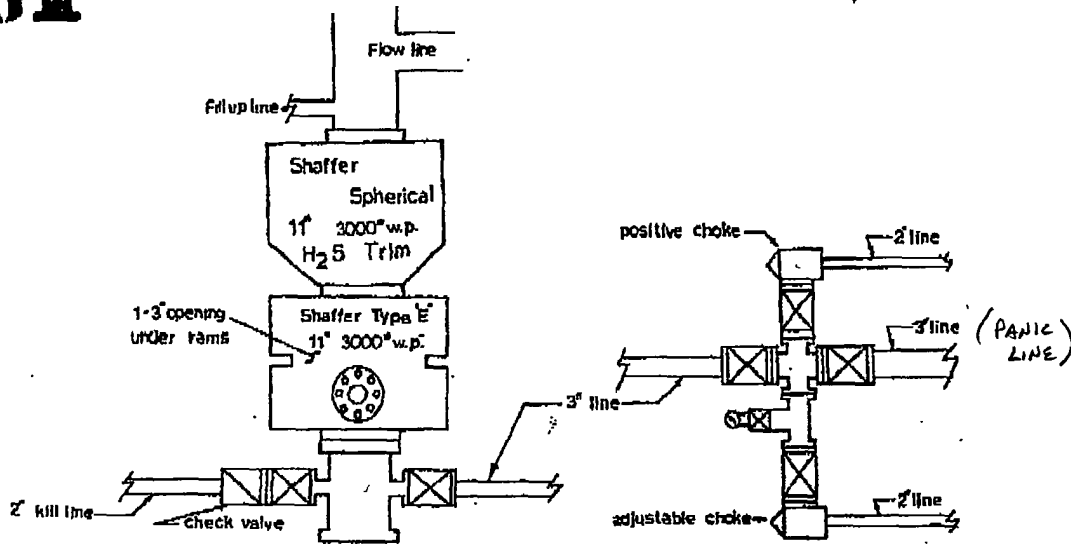 Flow line
Fillup line
Shaffer
Spherical
11" 3000# w.p.
H2S Trim
1-3" opening
under rams
Shaffer Type "E"
11" 3000# w.p.
2" kill line
check valve
3" line
positive choke
2" line
3" line (PANIC
LINE)
adjustable choke
2" line